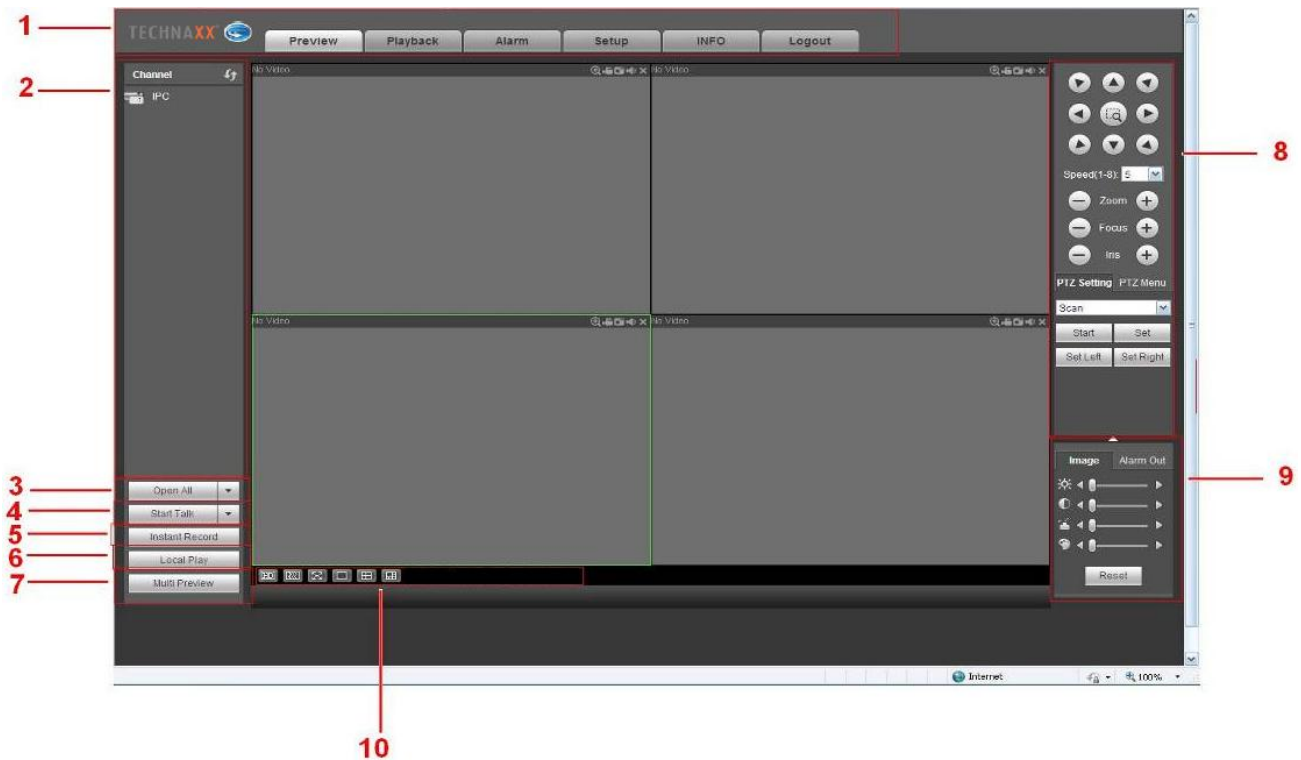 1
TECHNAXX
Preview Playback Alarm Setup INFO Logout
2
Channel
IPC
No Video
No Video
8
Speed(1-8): 5
Zoom
Focus
Iris
PTZ Setting PTZ Menu
Scan
Start Set
Set Left Set Right
No Video
No Video
3
Open All
4
Start Talk
5
Instant Record
6
Local Play
7
Multi Preview
9
Image Alarm Out
Reset
10
Internet
100%